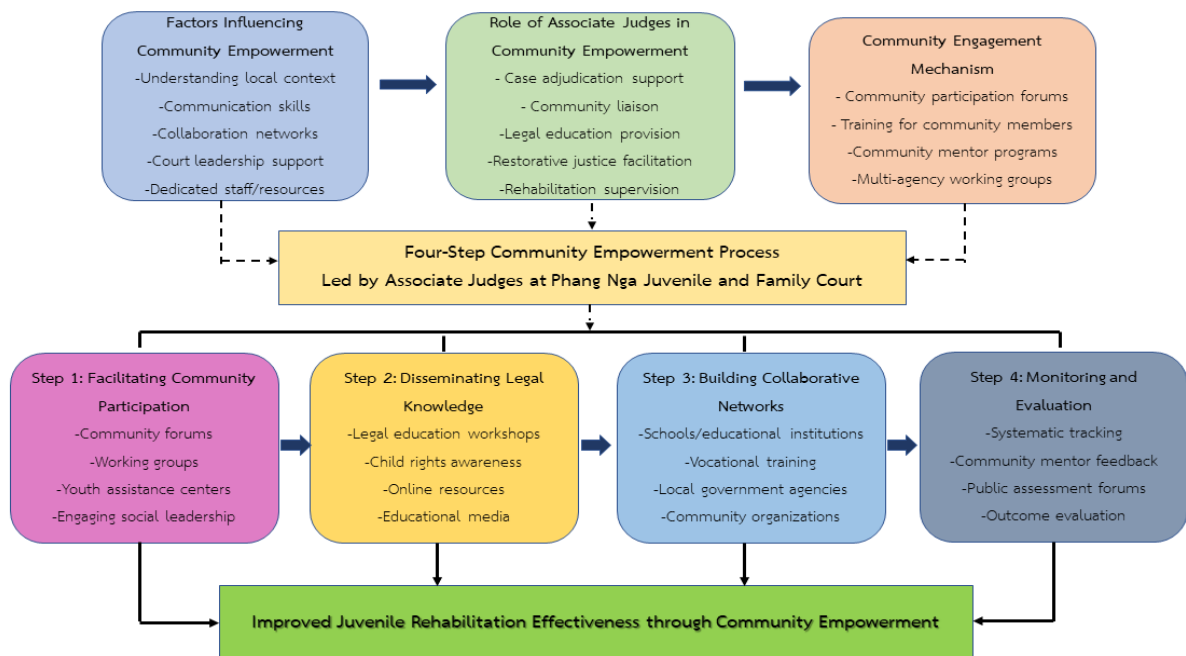 Factors Influencing
Community Empowerment
-Understanding local context
-Communication skills
-Collaboration networks
-Court leadership support
-Dedicated staff/resources
Role of Associate Judges in
Community Empowerment
- Case adjudication support
- Community liaison
-Legal education provision
-Restorative justice facilitation
-Rehabilitation supervision
Community Engagement
Mechanism
- Community participation forums
- Training for community members
-Community mentor programs
-Multi-agency working groups
Four-Step Community Empowerment Process
Led by Associate Judges at Phang Nga Juvenile and Family Court
Step 1: Facilitating Community
Participation
-Community forums
-Working groups
-Youth assistance centers
-Engaging social leadership
Step 2: Disseminating Legal
Knowledge
-Legal education workshops
-Child rights awareness
-Online resources
-Educational media
Step 3: Building Collaborative
Networks
-Schools/educational institutions
-Vocational training
-Local government agencies
-Community organizations
Step 4: Monitoring and
Evaluation
-Systematic tracking
-Community mentor feedback
-Public assessment forums
-Outcome evaluation
Improved Juvenile Rehabilitation Effectiveness through Community Empowerment